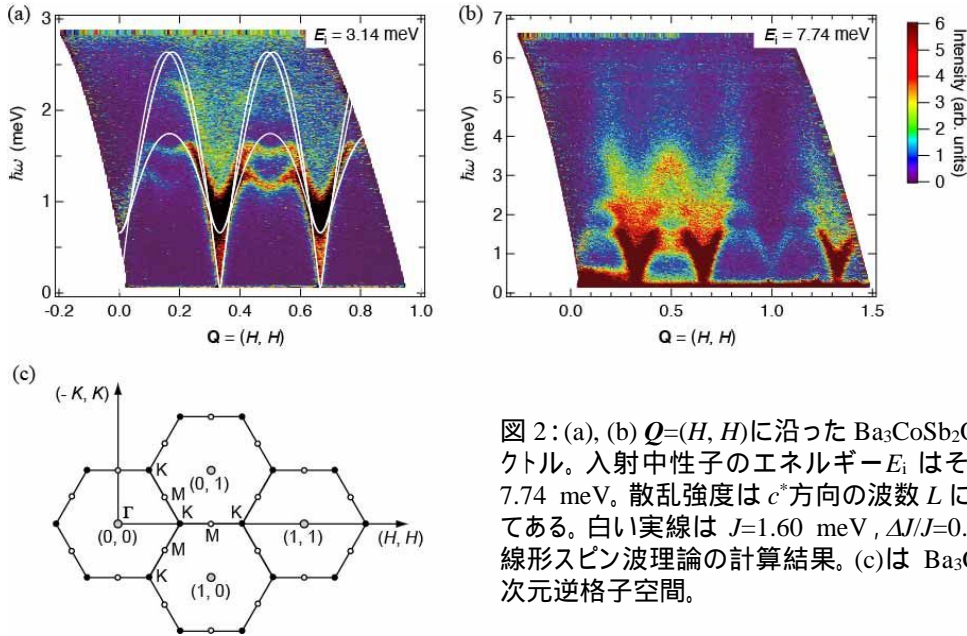 (a)
E_i = 3.14 meV
ħω (meV)
3
2
1
0
-0.2 0.0 0.2 0.4 0.6 0.8 1.0
Q = (H, H)
(b)
E_i = 7.74 meV
7
6
5
4
3
2
1
0
ħω (meV)
0.0 0.5 1.0 1.5
Q = (H, H)
6
5
4
3
2
1
0
Intensity (arb. units)
(c)
(- K, K)
K
(0, 1)
M
Γ
K
K
(0, 0)
M
(1, 1)
(H, H)
M
K
(1, 0)
図 2: (a), (b) Q=(H, H)に沿った Ba₃CoSb₂O
クトル。入射中性子のエネルギーE_i はそ
7.74 meV。散乱強度は c*方向の波数 L に
てある。白い実線は J=1.60 meV , ΔJ/J=0.
線形スピン波理論の計算結果。(c)は Ba₃C
次元逆格子空間。